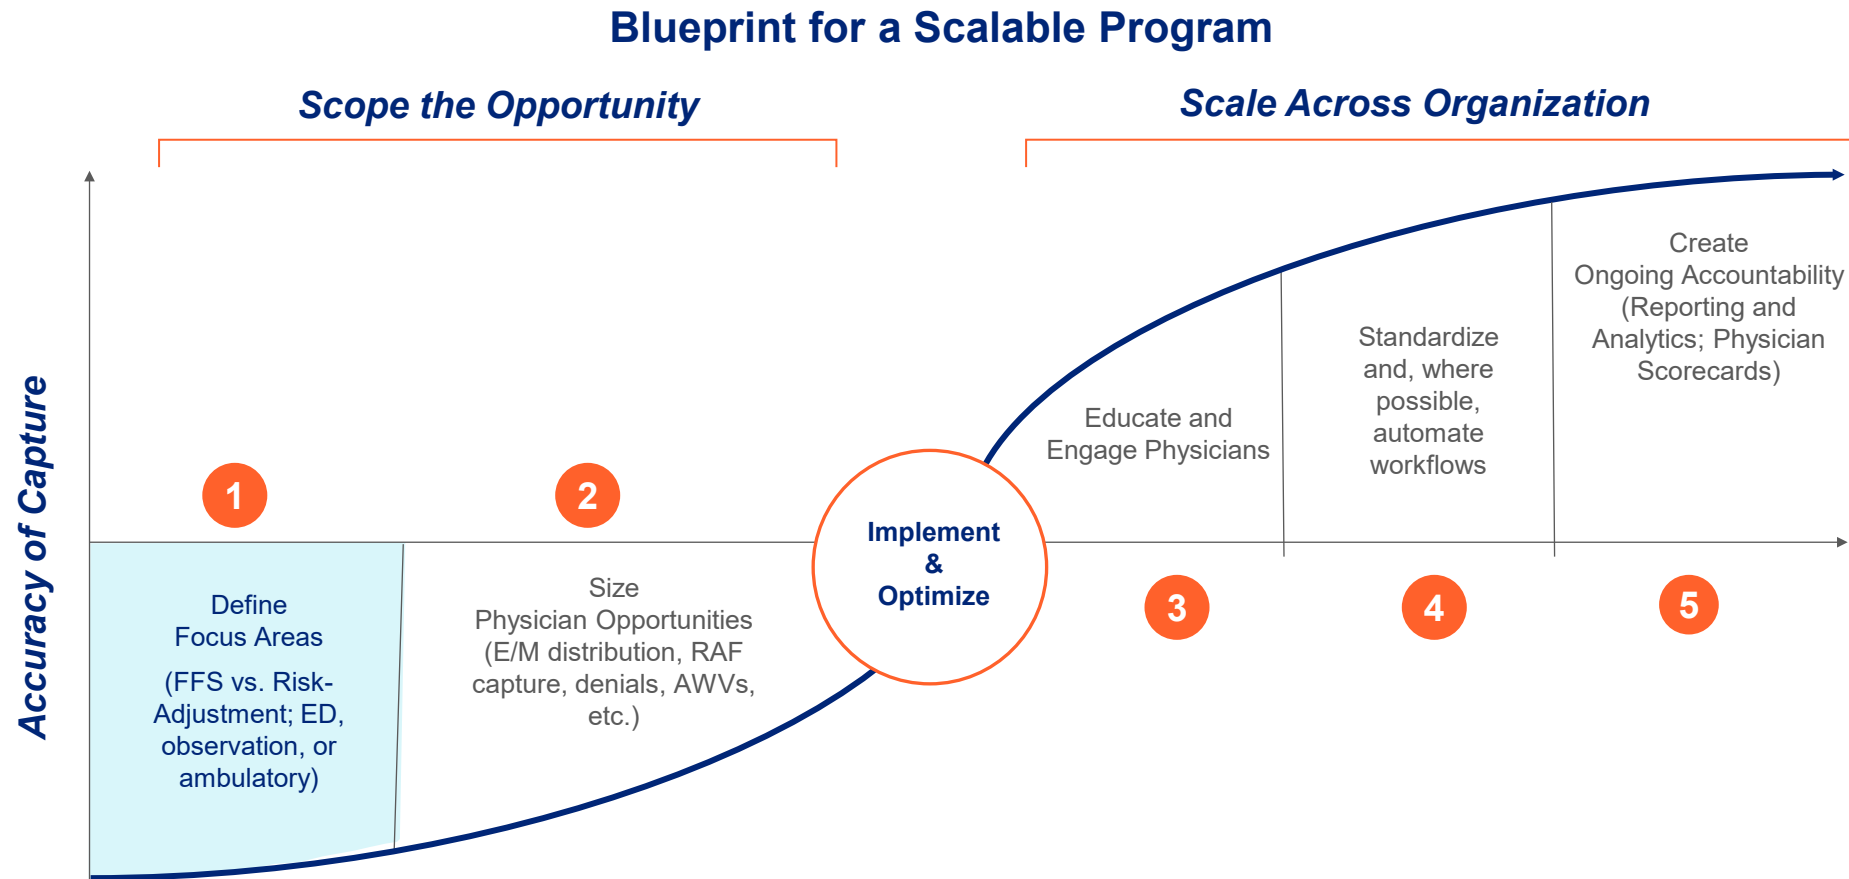 Blueprint for a Scalable Program
Scope the Opportunity
Scale Across Organization
Accuracy of Capture
1
Define
Focus Areas
(FFS vs. Risk-
Adjustment; ED,
observation, or
ambulatory)
2
Size
Physician Opportunities
(E/M distribution, RAF
capture, denials, AWVs,
etc.)
Implement
&
Optimize
Educate and
Engage Physicians
3
Standardize
and, where
possible,
automate
workflows
4
Create
Ongoing Accountability
(Reporting and
Analytics; Physician
Scorecards)
5